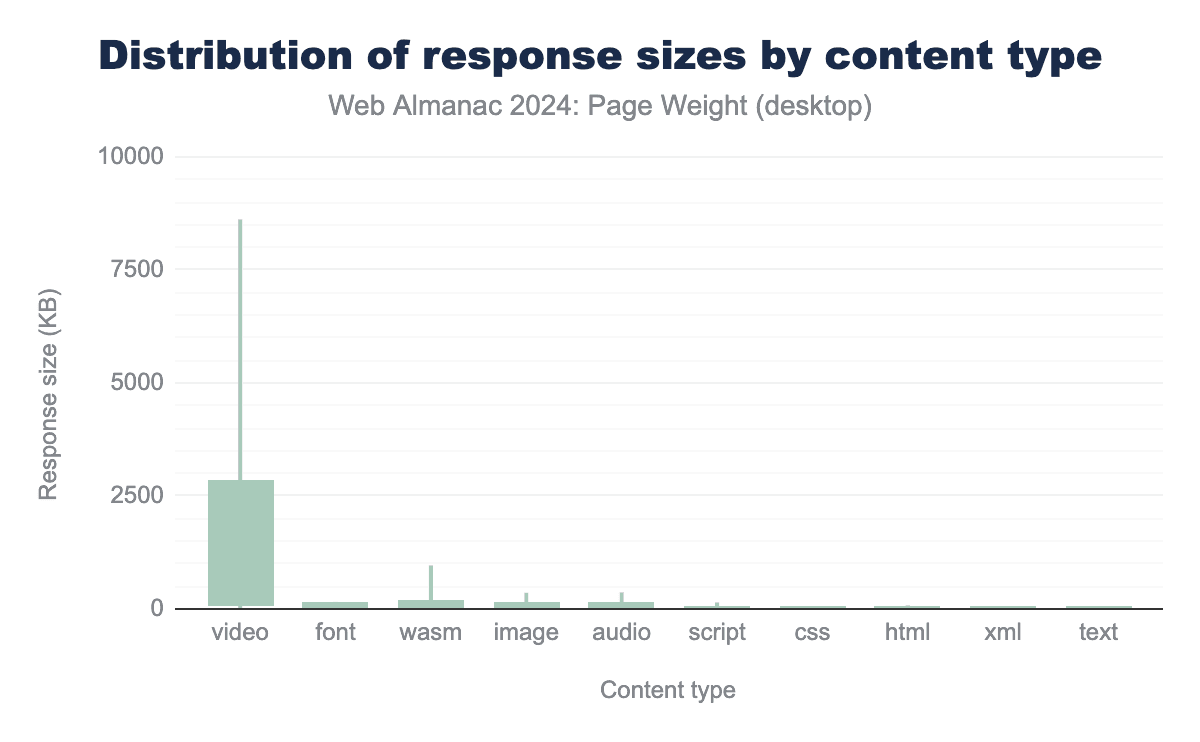 Distribution of response sizes by content type
Web Almanac 2024: Page Weight (desktop)
10000
7500
5000
2500
0
Response size (KB)
video font wasm image audio script css html xml text
Content type